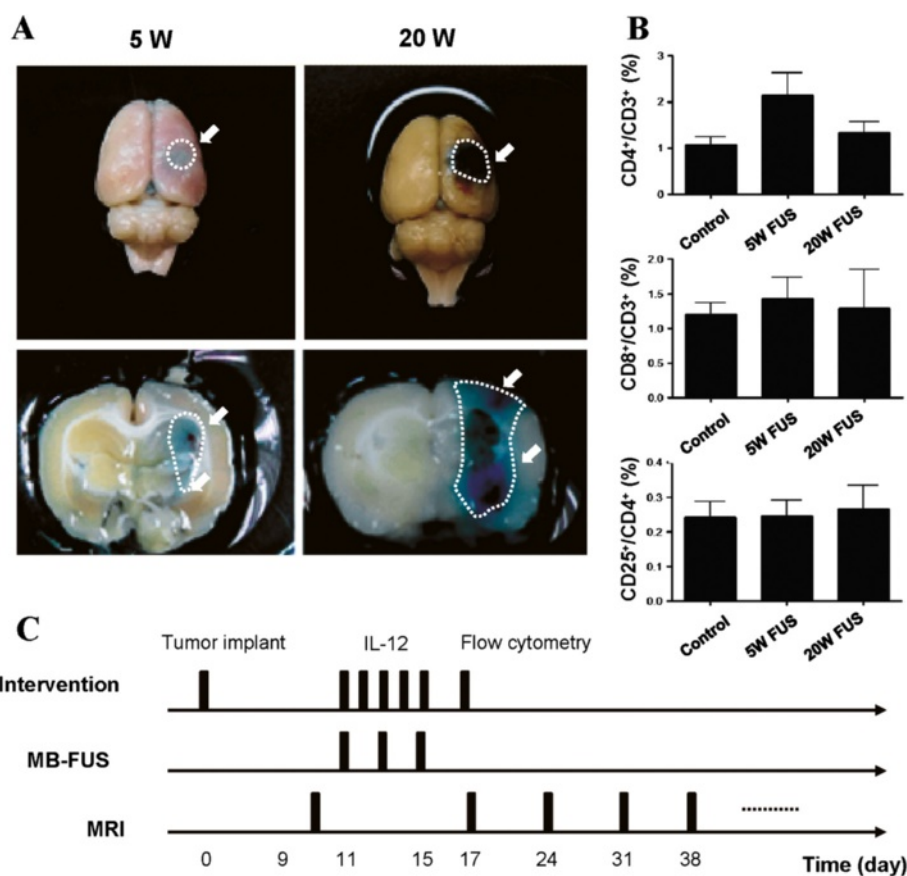 A
5 W
20 W
B
CD4⁺/CD3⁺ (%)
3
2
1
0
Control
5W FUS
20W FUS
CD8⁺/CD3⁺ (%)
2.0
1.5
1.0
0.5
0.0
Control
5W FUS
20W FUS
CD25⁺/CD4⁺ (%)
0.4
0.3
0.2
0.1
0.0
Control
5W FUS
20W FUS
C
Tumor implant IL-12 Flow cytometry
Intervention
MB-FUS
MRI
0 9 11 15 17 24 31 38 Time (day)